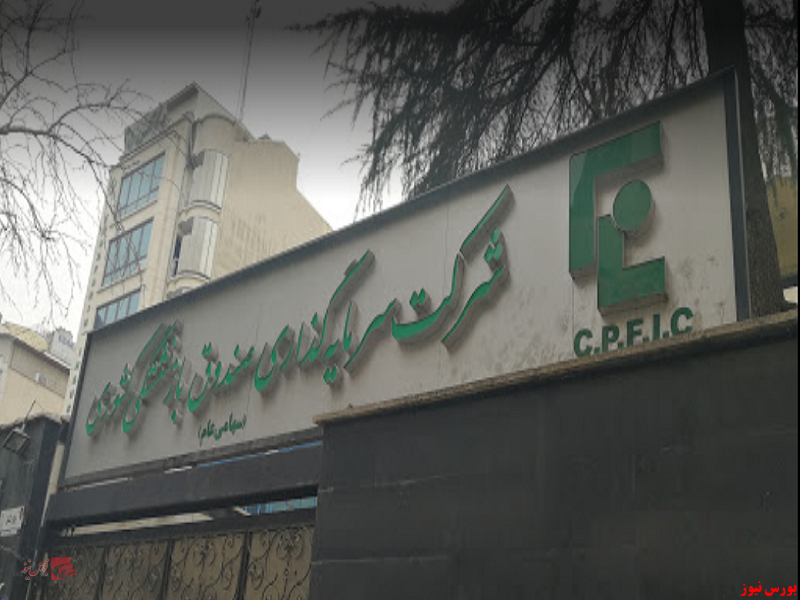 شرکت سرمایه‌گذاری صندوق بازنشستگی کشوری
(سهامی عام)
C.P.F.I.C
بورس نیوز